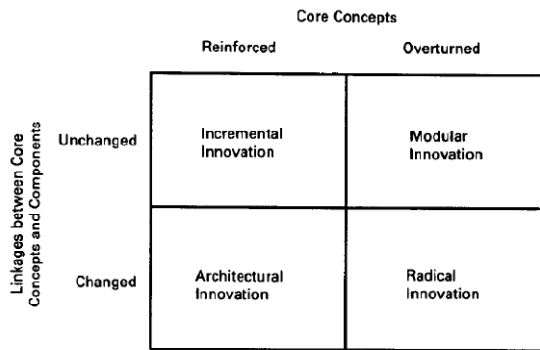 Core Concepts
Reinforced
Overturned
Linkages between Core
Concepts and Components
Unchanged
Incremental
Innovation
Modular
Innovation
Changed
Architectural
Innovation
Radical
Innovation